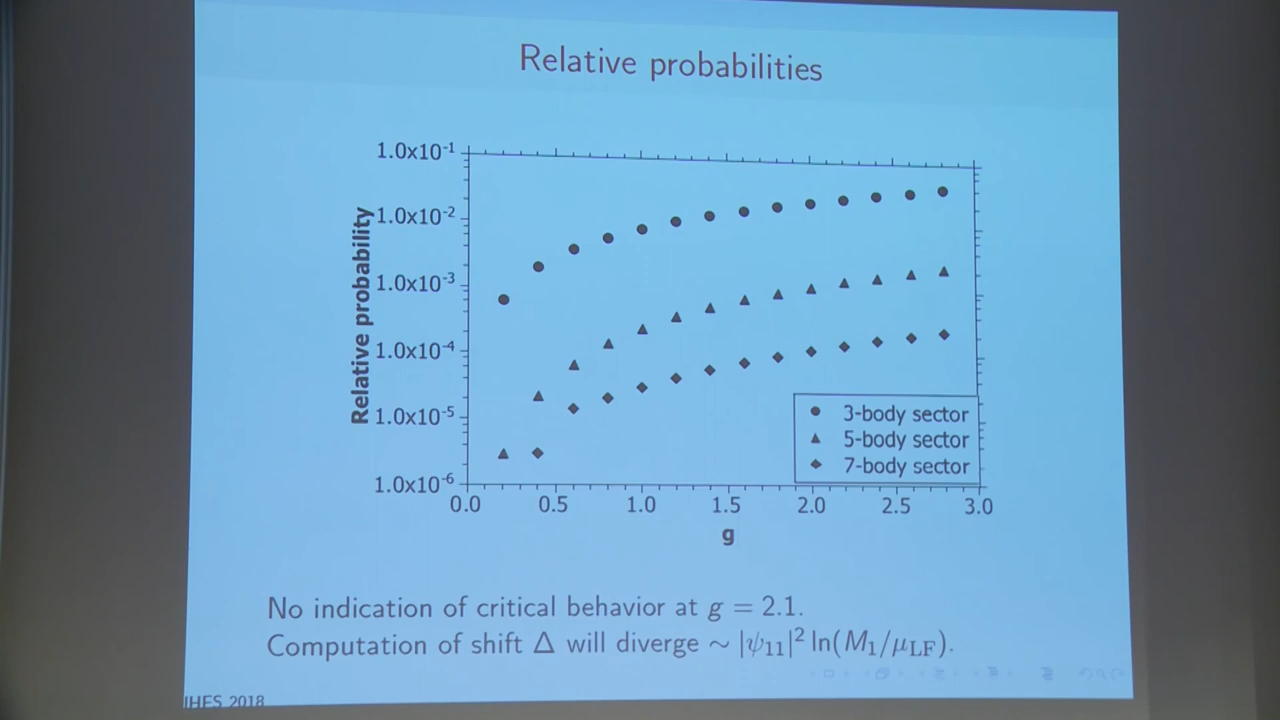 Relative probabilities
1.0x10⁻¹
1.0x10⁻²
1.0x10⁻³
1.0x10⁻⁴
1.0x10⁻⁵
1.0x10⁻⁶
Relative probability
3-body sector
5-body sector
7-body sector
0.0 0.5 1.0 1.5 2.0 2.5 3.0
g
No indication of critical behavior at g = 2.1.
Computation of shift Δ will diverge ∼ |ψ₁₁|² ln(M₁/μ_LF).
IHES 2018